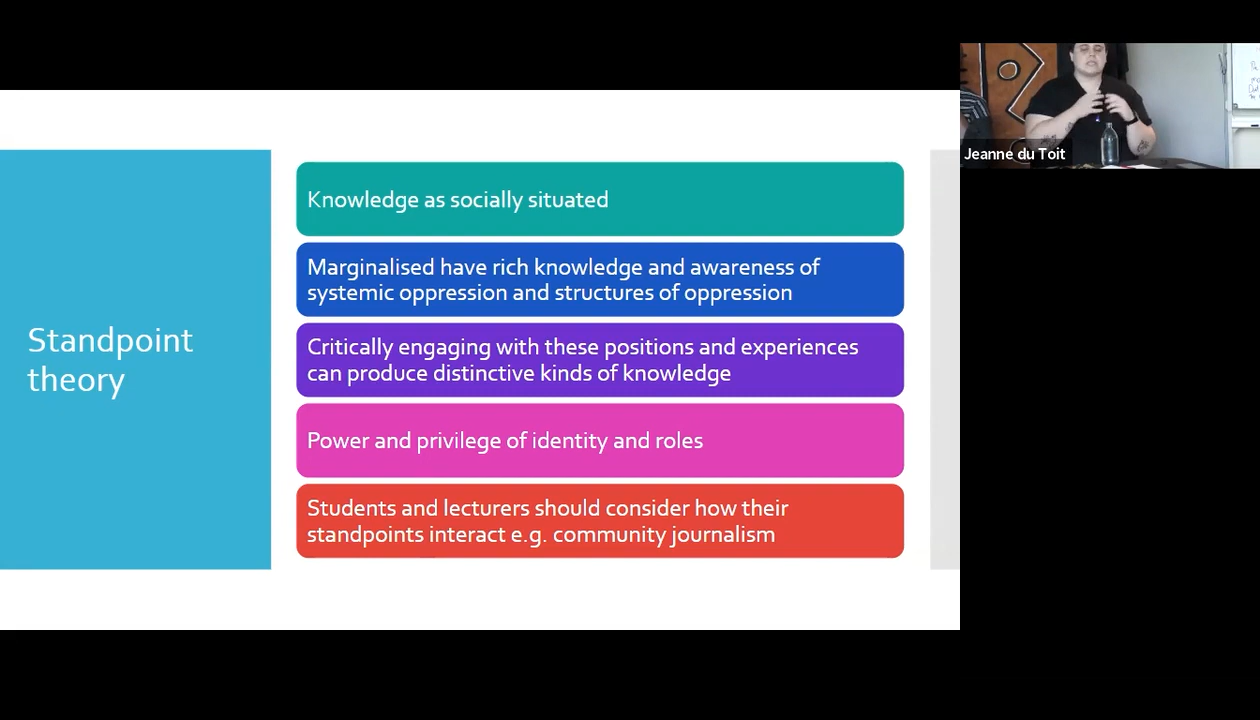 Standpoint
theory
Knowledge as socially situated
Marginalised have rich knowledge and awareness of
systemic oppression and structures of oppression
Critically engaging with these positions and experiences
can produce distinctive kinds of knowledge
Power and privilege of identity and roles
Students and lecturers should consider how their
standpoints interact e.g. community journalism
Jeanne du Toit